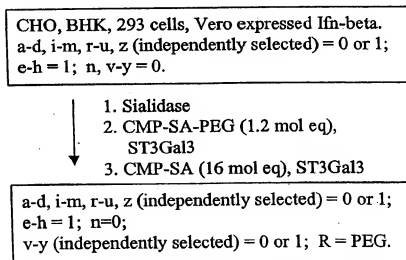 CHO, BHK, 293 cells, Vero expressed Ifn-beta.
a-d, i-m, r-u, z (independently selected) = 0 or 1;
e-h = 1; n, v-y = 0.
1. Sialidase
2. CMP-SA-PEG (1.2 mol eq),
ST3Gal3
3. CMP-SA (16 mol eq), ST3Gal3
a-d, i-m, r-u, z (independently selected) = 0 or 1;
e-h = 1; n=0;
v-y (independently selected) = 0 or 1; R = PEG.